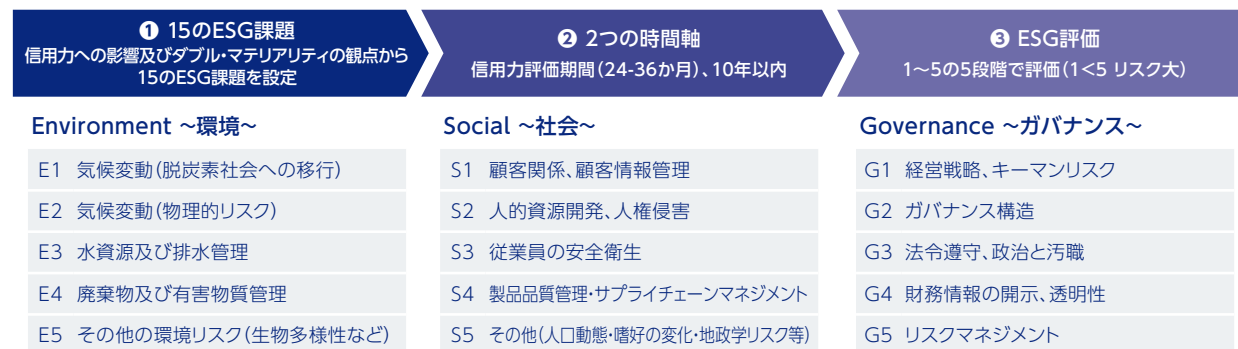 ❶ 15のESG課題
信用力への影響及びダブル・マテリアリティの観点から
15のESG課題を設定
❷ 2つの時間軸
信用力評価期間(24-36か月)、10年以内
❸ ESG評価
1～5の5段階で評価(1<5 リスク大)
Environment ～環境～
E1 気候変動(脱炭素社会への移行)
E2 気候変動(物理的リスク)
E3 水資源及び排水管理
E4 廃棄物及び有害物質管理
E5 その他の環境リスク(生物多様性など)
Social ～社会～
S1 顧客関係、顧客情報管理
S2 人的資源開発、人権侵害
S3 従業員の安全衛生
S4 製品品質管理・サプライチェーンマネジメント
S5 その他(人口動態・嗜好の変化・地政学リスク等)
Governance ～ガバナンス～
G1 経営戦略、キーマンリスク
G2 ガバナンス構造
G3 法令遵守、政治と汚職
G4 財務情報の開示、透明性
G5 リスクマネジメント